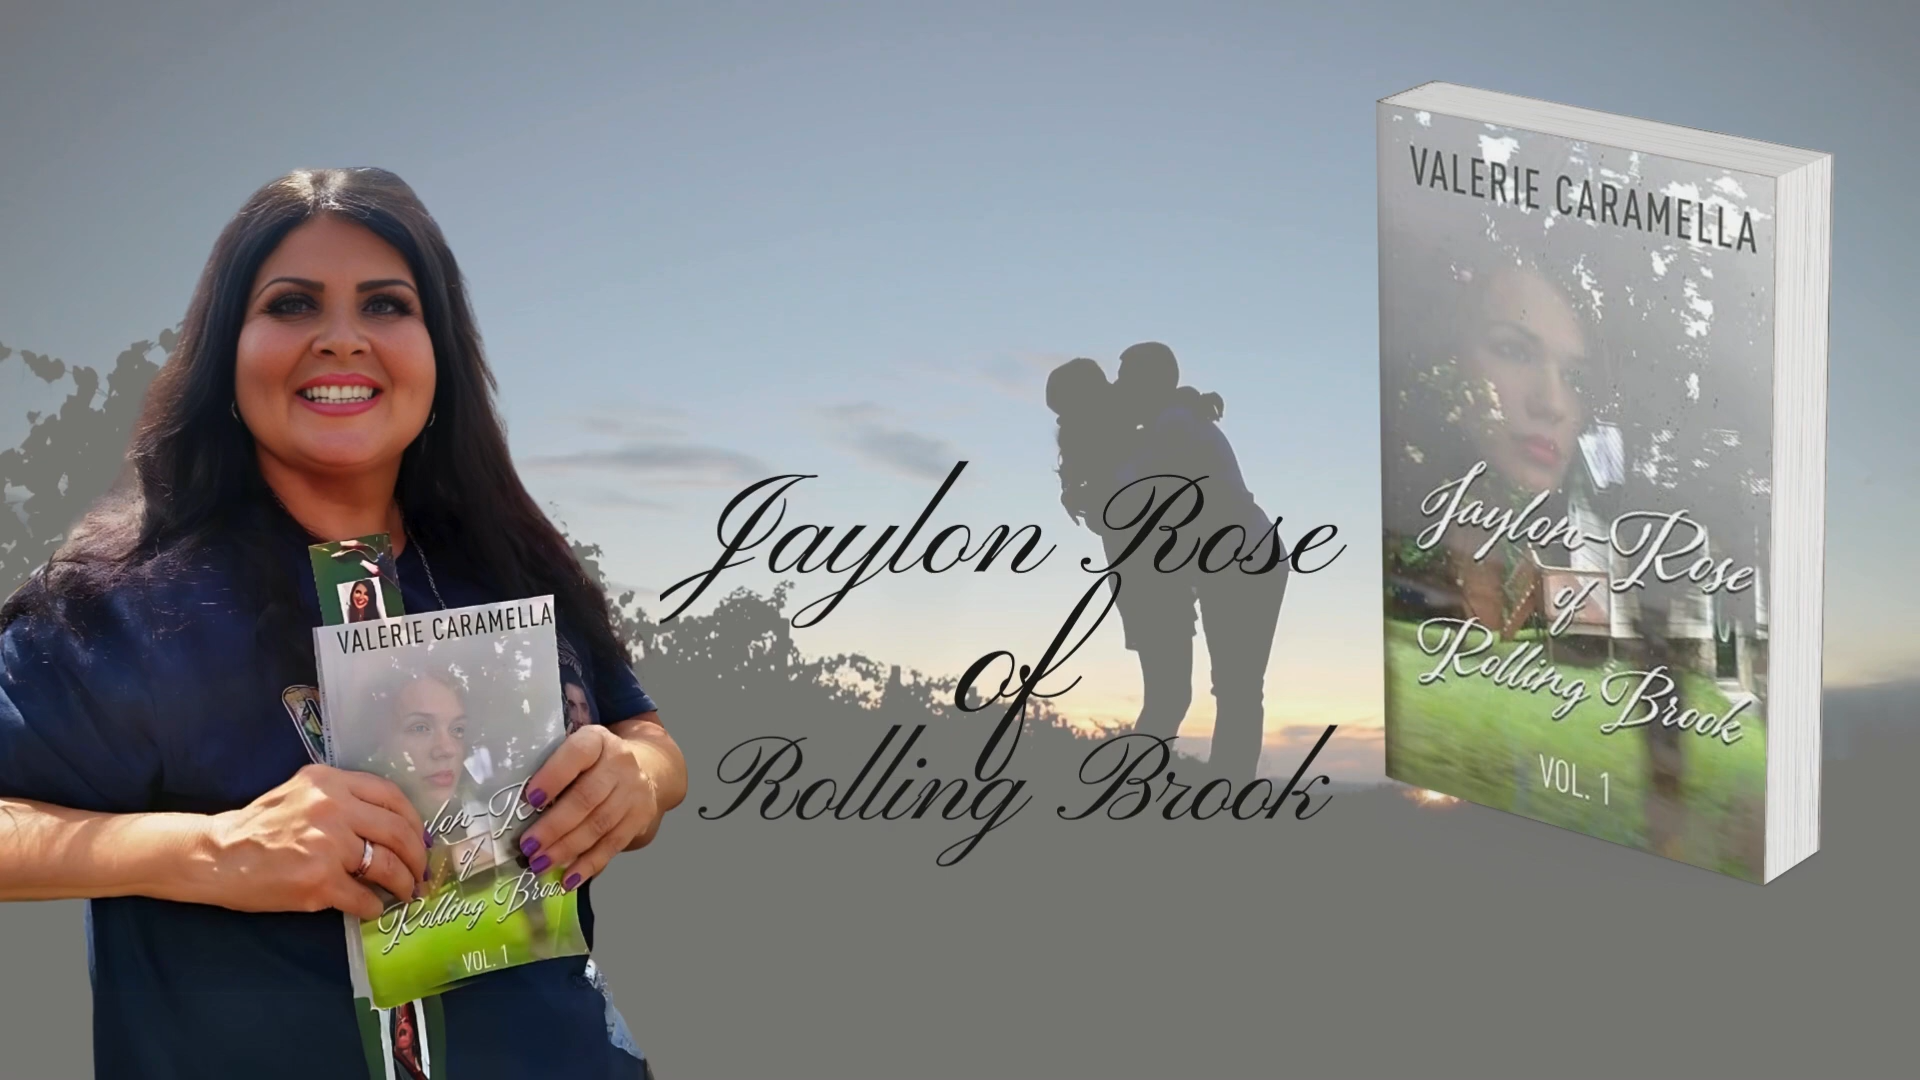 VALERIE CARAMELLA
Jaylon-Rose
of
Rolling Brook
VOL. 1
Jaylon Rose
of
Rolling Brook
VALERIE CARAMELLA
of
Rolling Brook
VOL. 1